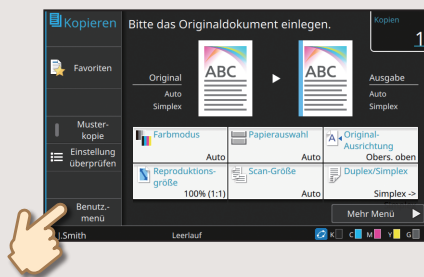 Kopieren
Bitte das Originaldokument einlegen.
Kopien
1
Favoriten
Original
Auto
Simplex
ABC
ABC
Ausgabe
Auto
Simplex
Muster-
kopie
Einstellung
überprüfen
Benutz.-
menü
Farbmodus
Auto
Papierauswahl
Auto
A
Original-
Ausrichtung
Obers. oben
Reproduktions-
größe
100% (1:1)
Scan-Größe
Auto
Duplex/Simplex
Simplex ->
Mehr Menü
.Smith
Leerlauf
K
C
M
Y
G